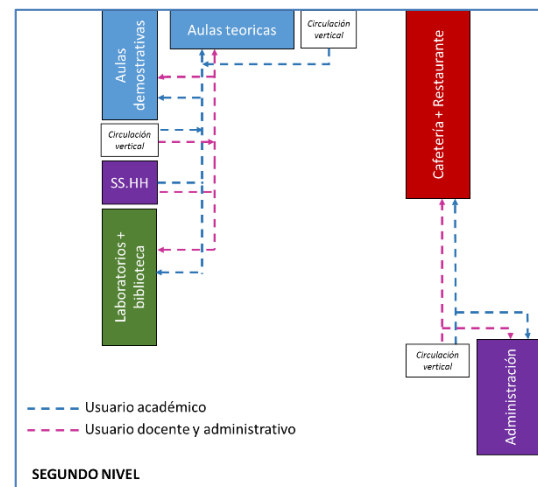 Aulas
demostrativas
Aulas teoricas
Circulación
vertical
Cafetería + Restaurante
Circulación
vertical
SS.HH
Laboratorios +
biblioteca
Circulación
vertical
Administración
Usuario académico
Usuario docente y administrativo
SEGUNDO NIVEL